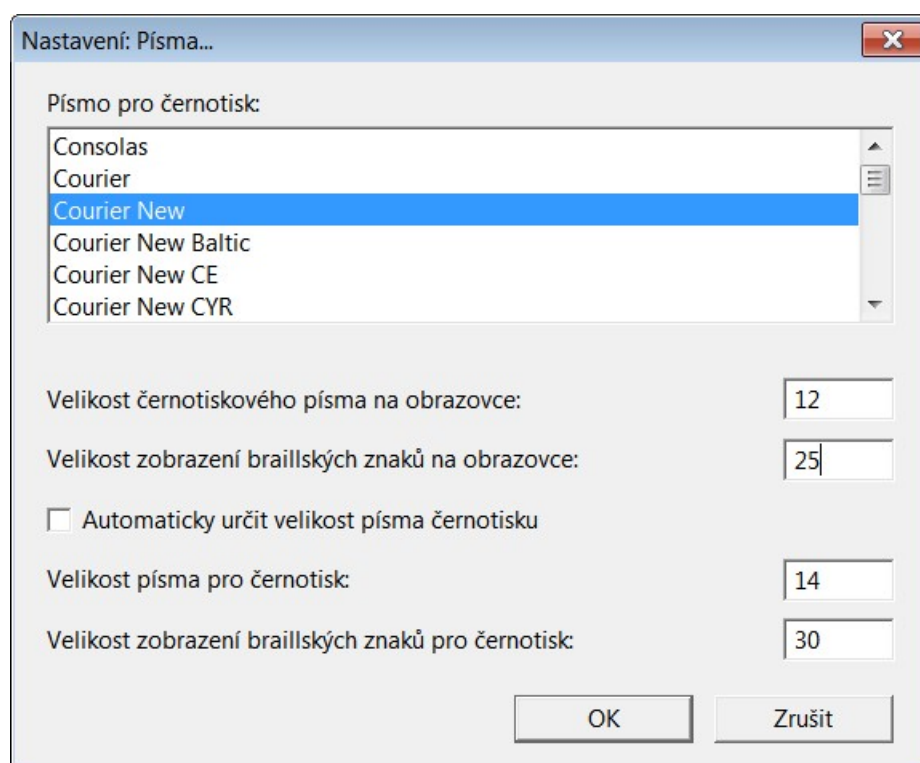 Nastavení: Písma...
Písmo pro černotisk:
Consolas
Courier
Courier New
Courier New Baltic
Courier New CE
Courier New CYR
Velikost černotiskového písma na obrazovce: 12
Velikost zobrazení braillských znaků na obrazovce: 25
Automaticky určit velikost písma černotisku
Velikost písma pro černotisk: 14
Velikost zobrazení braillských znaků pro černotisk: 30
OK Zrušit